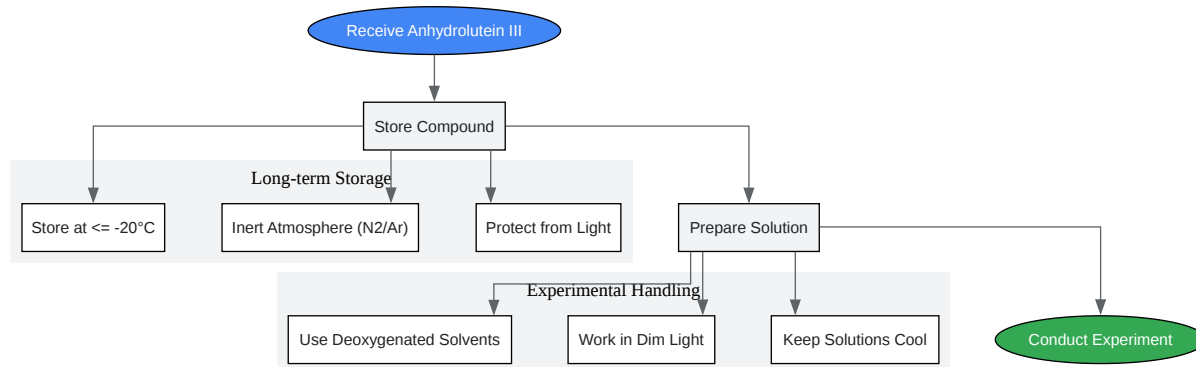 Receive Anhydrolutein III
Store Compound
Long-term Storage
Store at <= -20°C
Inert Atmosphere (N2/Ar)
Protect from Light
Prepare Solution
Experimental Handling
Use Deoxygenated Solvents
Work in Dim Light
Keep Solutions Cool
Conduct Experiment